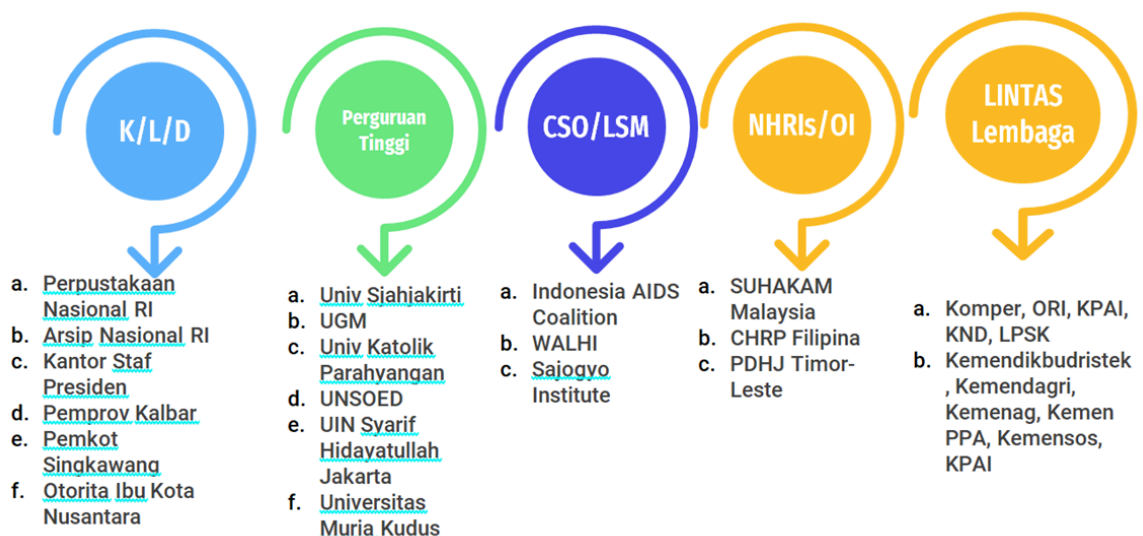 K/L/D
a. Perpustakaan
Nasional RI
b. Arsip Nasional RI
c. Kantor Staf
Presiden
d. Pemprov Kalbar
e. Pemkot
Singkawang
f. Otorita Ibu Kota
Nusantara
Perguruan
Tinggi
a. Univ Sjahjakirti
b. UGM
c. Univ Katolik
Parahyangan
d. UNSOED
e. UIN Syarif
Hidayatullah
Jakarta
f. Universitas
Muria Kudus
CSO/LSM
a. Indonesia AIDS
Coalition
b. WALHI
c. Sajogyo
Institute
NHRIs/OI
a. SUHAKAM
Malaysia
b. CHRP Filipina
c. PDHJ Timor-
Leste
LINTAS
Lembaga
a. Komper, ORI, KPAI,
KND, LPSK
b. Kemendikbudristek
, Kemendagri,
Kemenag, Kemen
PPA, Kemensos,
KPAI